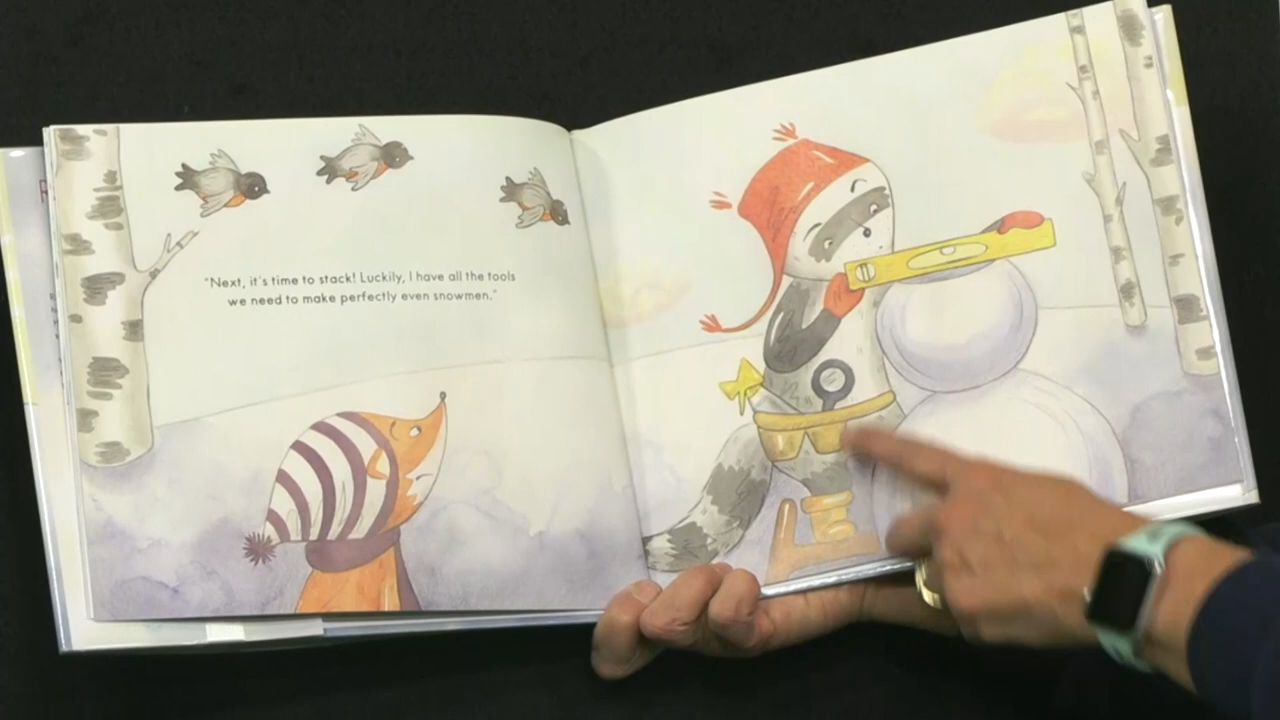 "Next, it's time to stack! Luckily, I have all the tools
we need to make perfectly even snowmen."